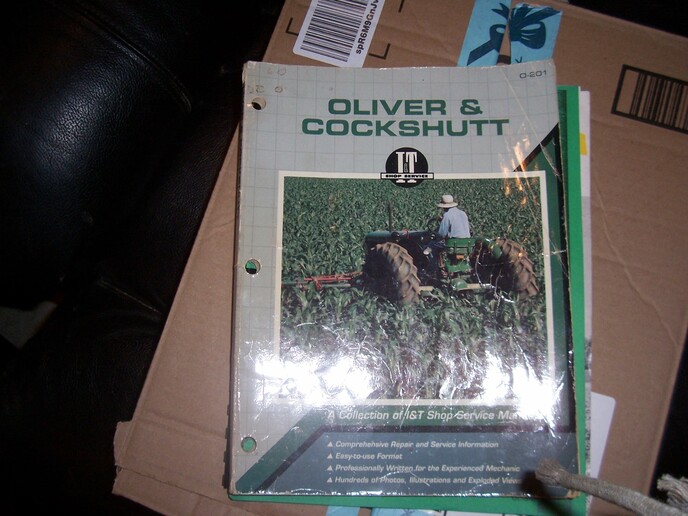 spR6M9GnJv
O-201
OLIVER &
COCKSHUTT
I&T
SHOP SERVICE
A Collection of I&T Shop Service
▲ Comprehensive Repair and Service Information
▲ Easy-to-use Format
▲ Professionally Written for the Experienced Mechanic
▲ Hundreds of Photos, Illustrations and Exploded Views